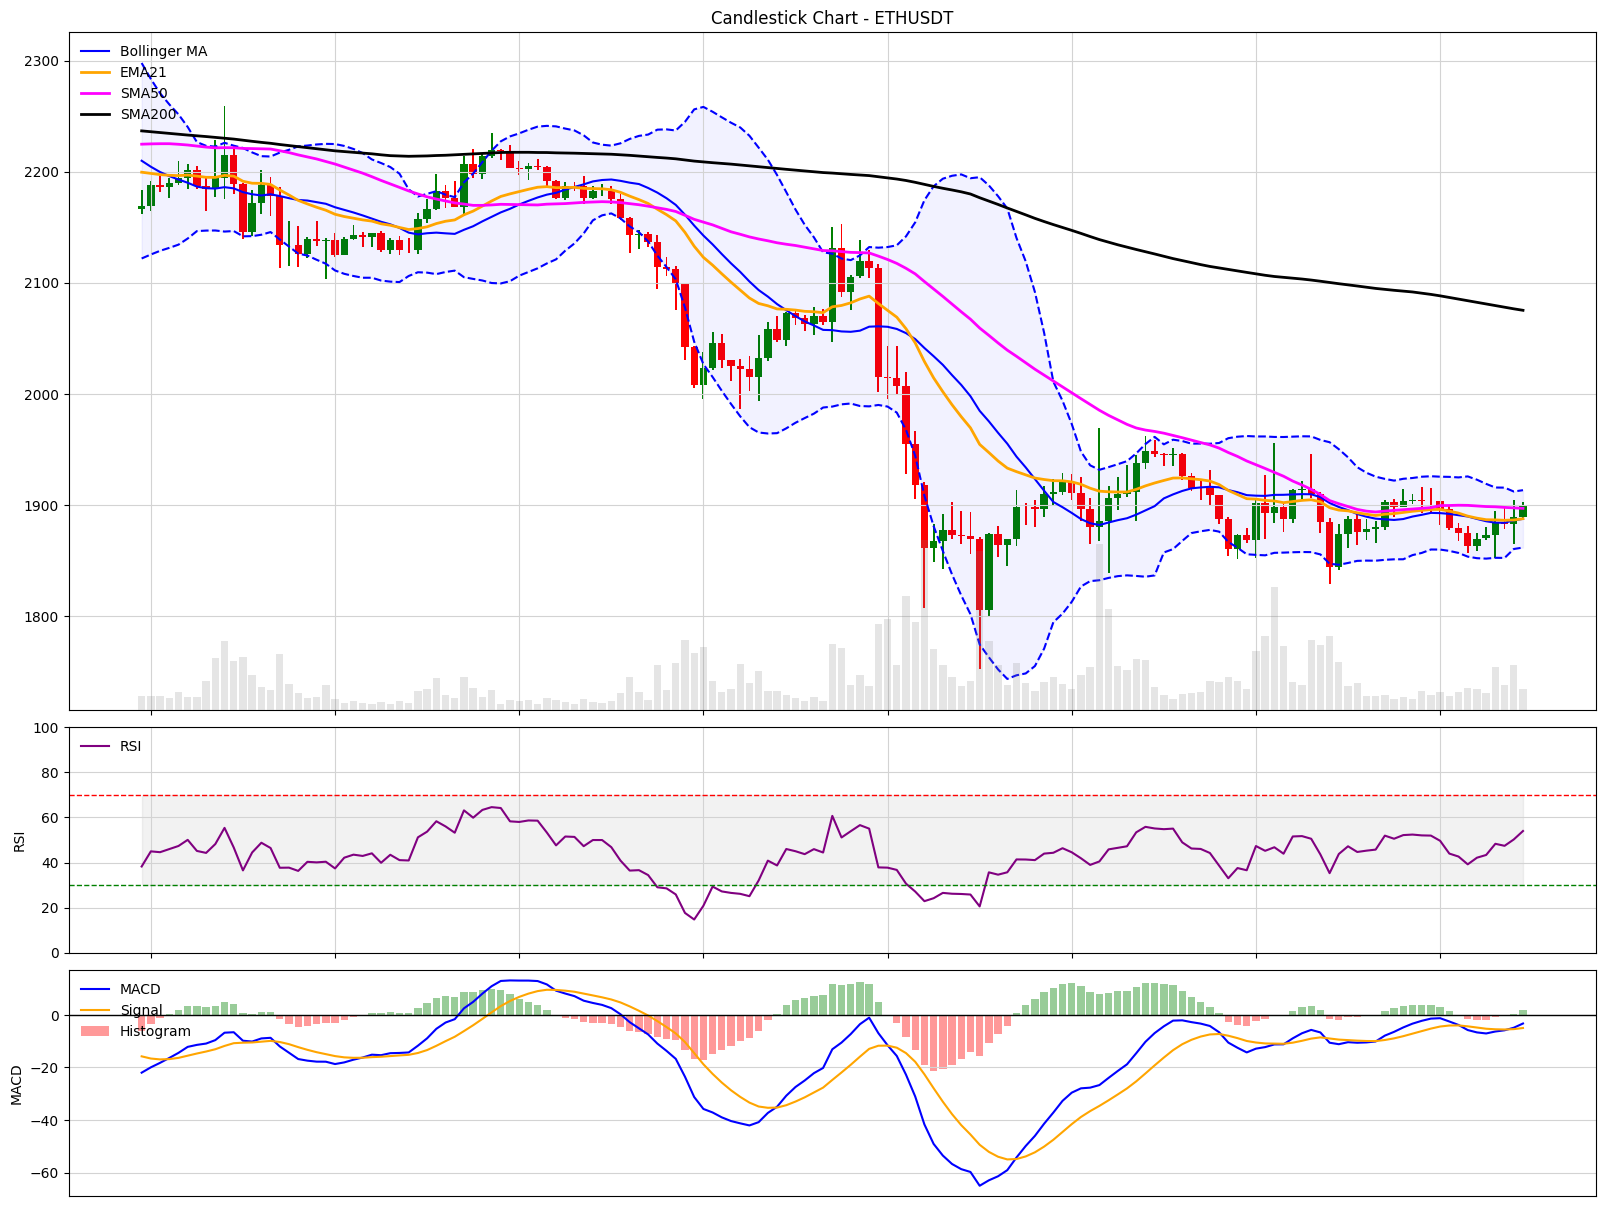 Candlestick Chart - ETHUSDT
Bollinger MA
EMA21
SMA50
SMA200
2300
2200
2100
2000
1900
1800
RSI
100
80
60
40
20
0
RSI
MACD
Signal
Histogram
0
−20
−40
−60
MACD